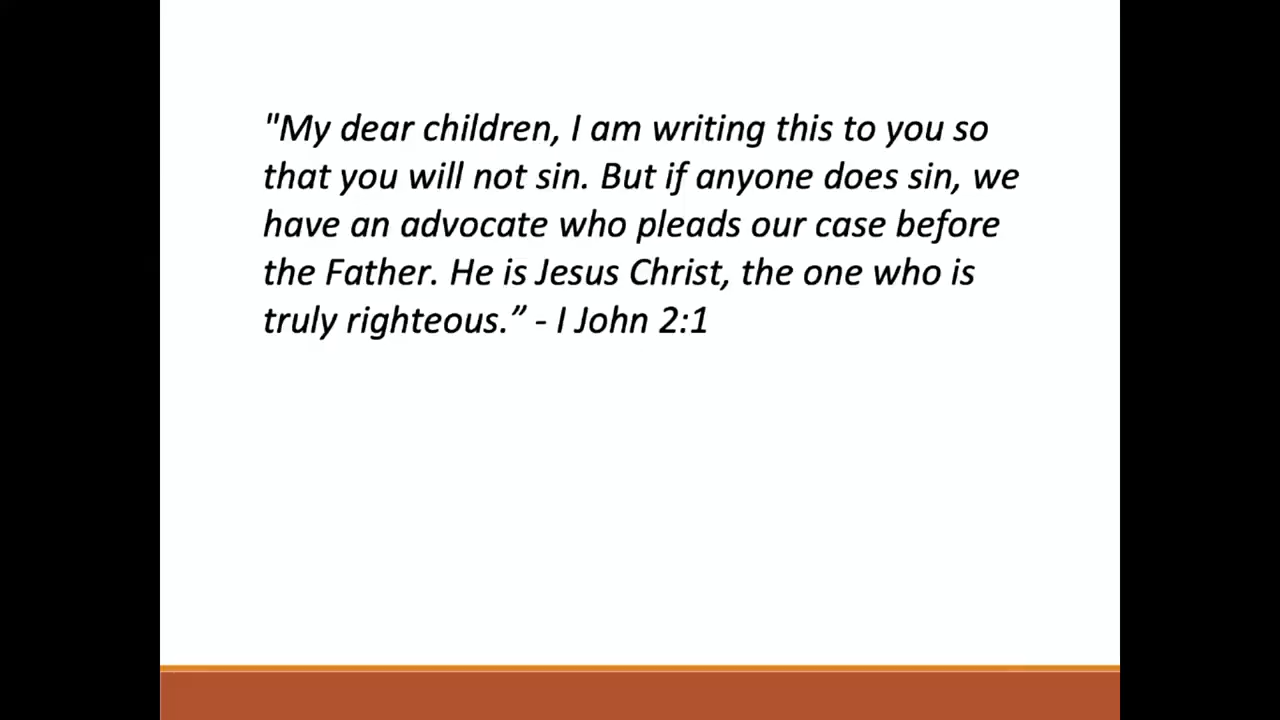 "My dear children, I am writing this to you so
that you will not sin. But if anyone does sin, we
have an advocate who pleads our case before
the Father. He is Jesus Christ, the one who is
truly righteous.” - I John 2:1